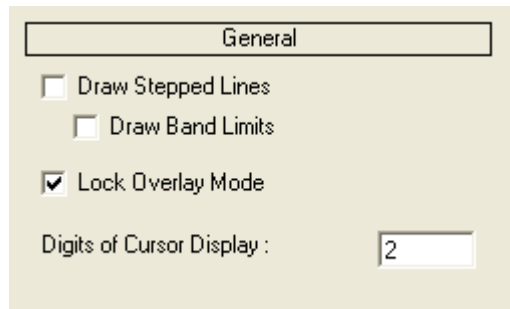 General
Draw Stepped Lines
Draw Band Limits
Lock Overlay Mode
Digits of Cursor Display : 2